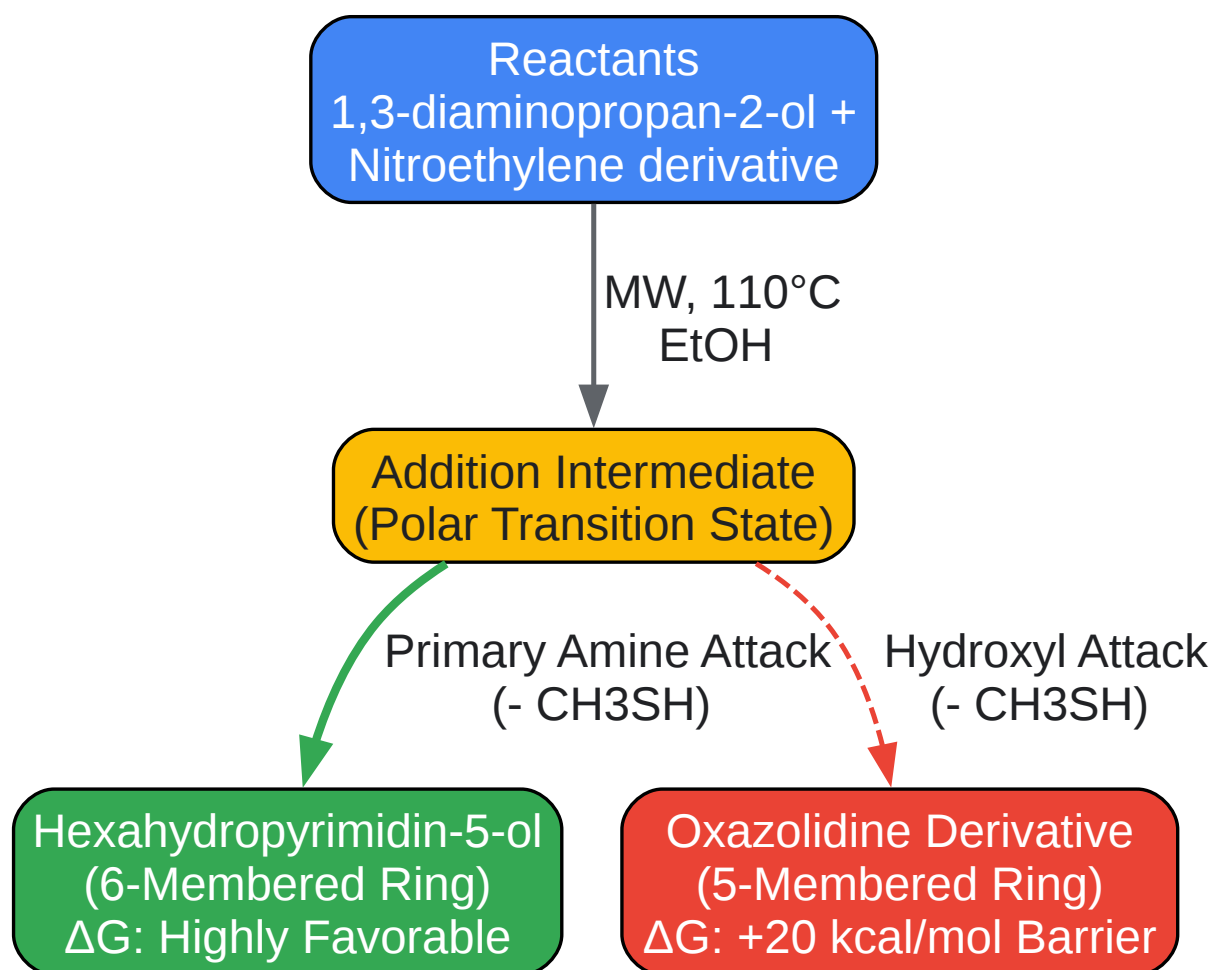 Reactants
1,3-diaminopropan-2-ol +
Nitroethylene derivative
MW, 110°C
EtOH
Addition Intermediate
(Polar Transition State)
Primary Amine Attack
(- CH3SH)
Hydroxyl Attack
(- CH3SH)
Hexahydropyrimidin-5-ol
(6-Membered Ring)
ΔG: Highly Favorable
Oxazolidine Derivative
(5-Membered Ring)
ΔG: +20 kcal/mol Barrier